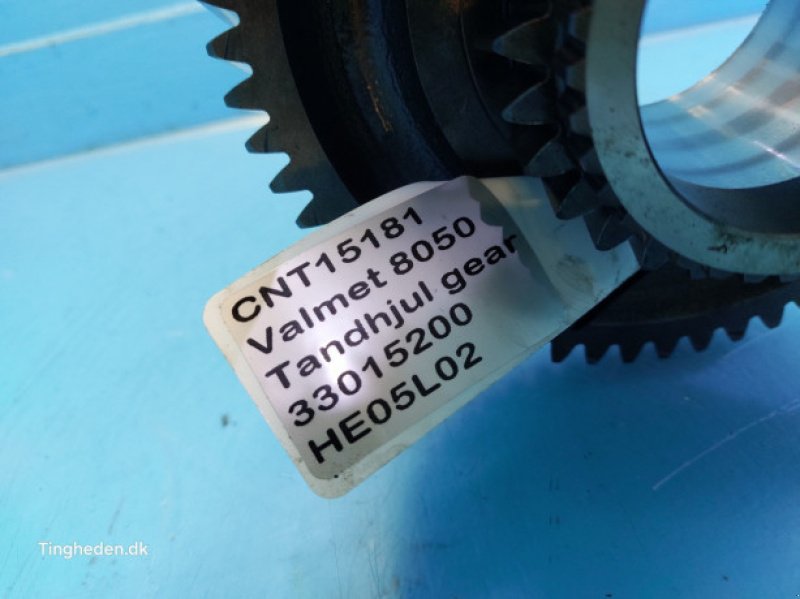 CNT15181
Valmet 8050
Tandhjul gear
33015200
HE05L02
Tingheden.dk